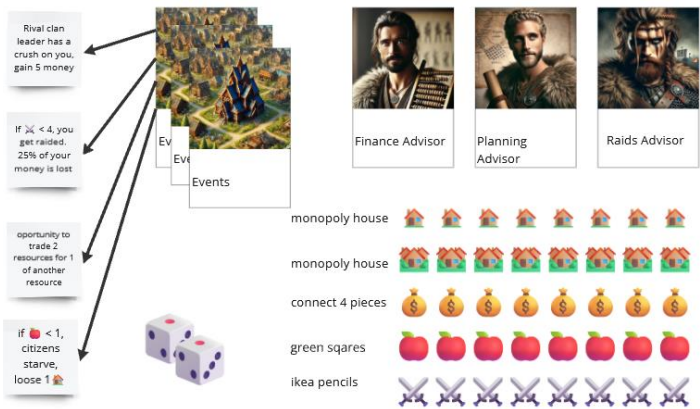 Rival clan
leader has a
crush on you,
gain 5 money
If ⚔ < 4, you
get raided.
25% of your
money is lost
oportunity to
trade 2
resources for 1
of another
resource
if 🍎 < 1,
citizens
starve,
loose 1🏠
Ev
Eve
Events
Finance Advisor
Planning
Advisor
Raids Advisor
monopoly house
monopoly house
connect 4 pieces
green sqares
ikea pencils